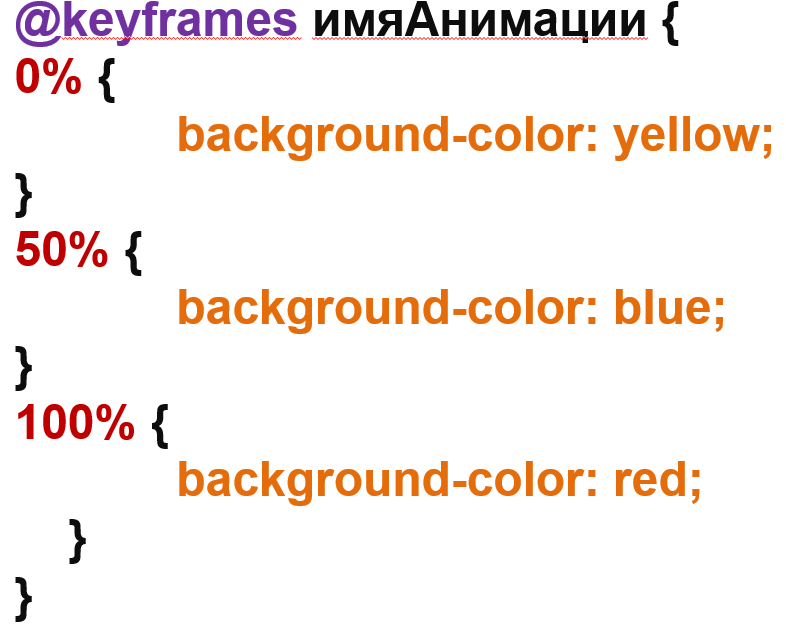 @keyframes имяАнимации {
0% {
background-color: yellow;
}
50% {
background-color: blue;
}
100% {
background-color: red;
}
}